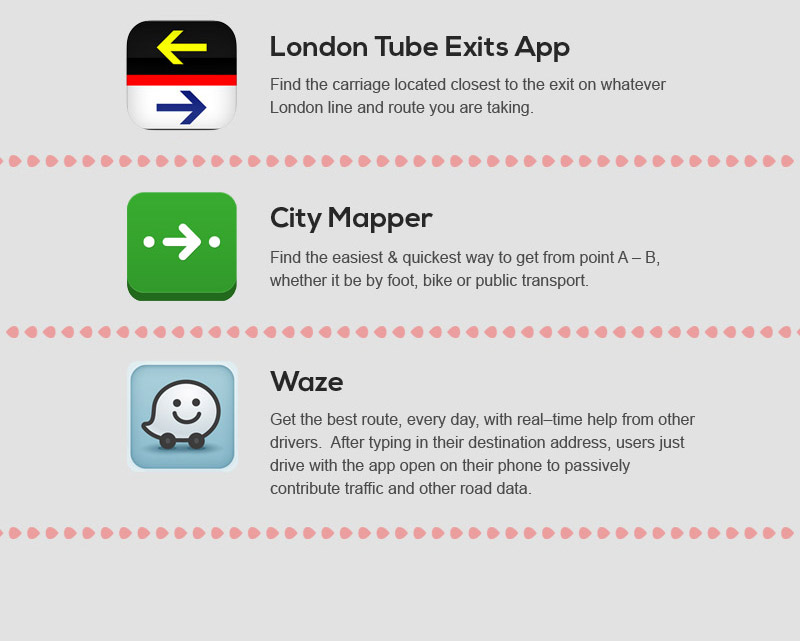 London Tube Exits App
Find the carriage located closest to the exit on whatever
London line and route you are taking.
City Mapper
Find the easiest & quickest way to get from point A – B,
whether it be by foot, bike or public transport.
Waze
Get the best route, every day, with real–time help from other
drivers.  After typing in their destination address, users just
drive with the app open on their phone to passively
contribute traffic and other road data.